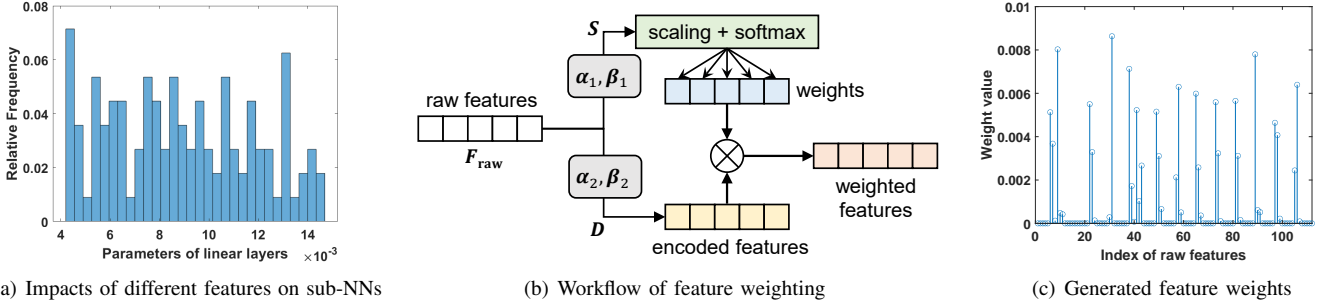 0.08
0.06
0.04
0.02
0
Relative Frequency
4
6
8
10
12
14
×10⁻³
Parameters of linear layers
a) Impacts of different features on sub-NNs
S
scaling + softmax
α₁, β₁
raw features
weights
F_raw
α₂, β₂
weighted
features
D
encoded features
(b) Workflow of feature weighting
0.010
0.008
0.006
0.004
0.002
0
Weight value
0
20
40
60
80
100
Index of raw features
(c) Generated feature weights